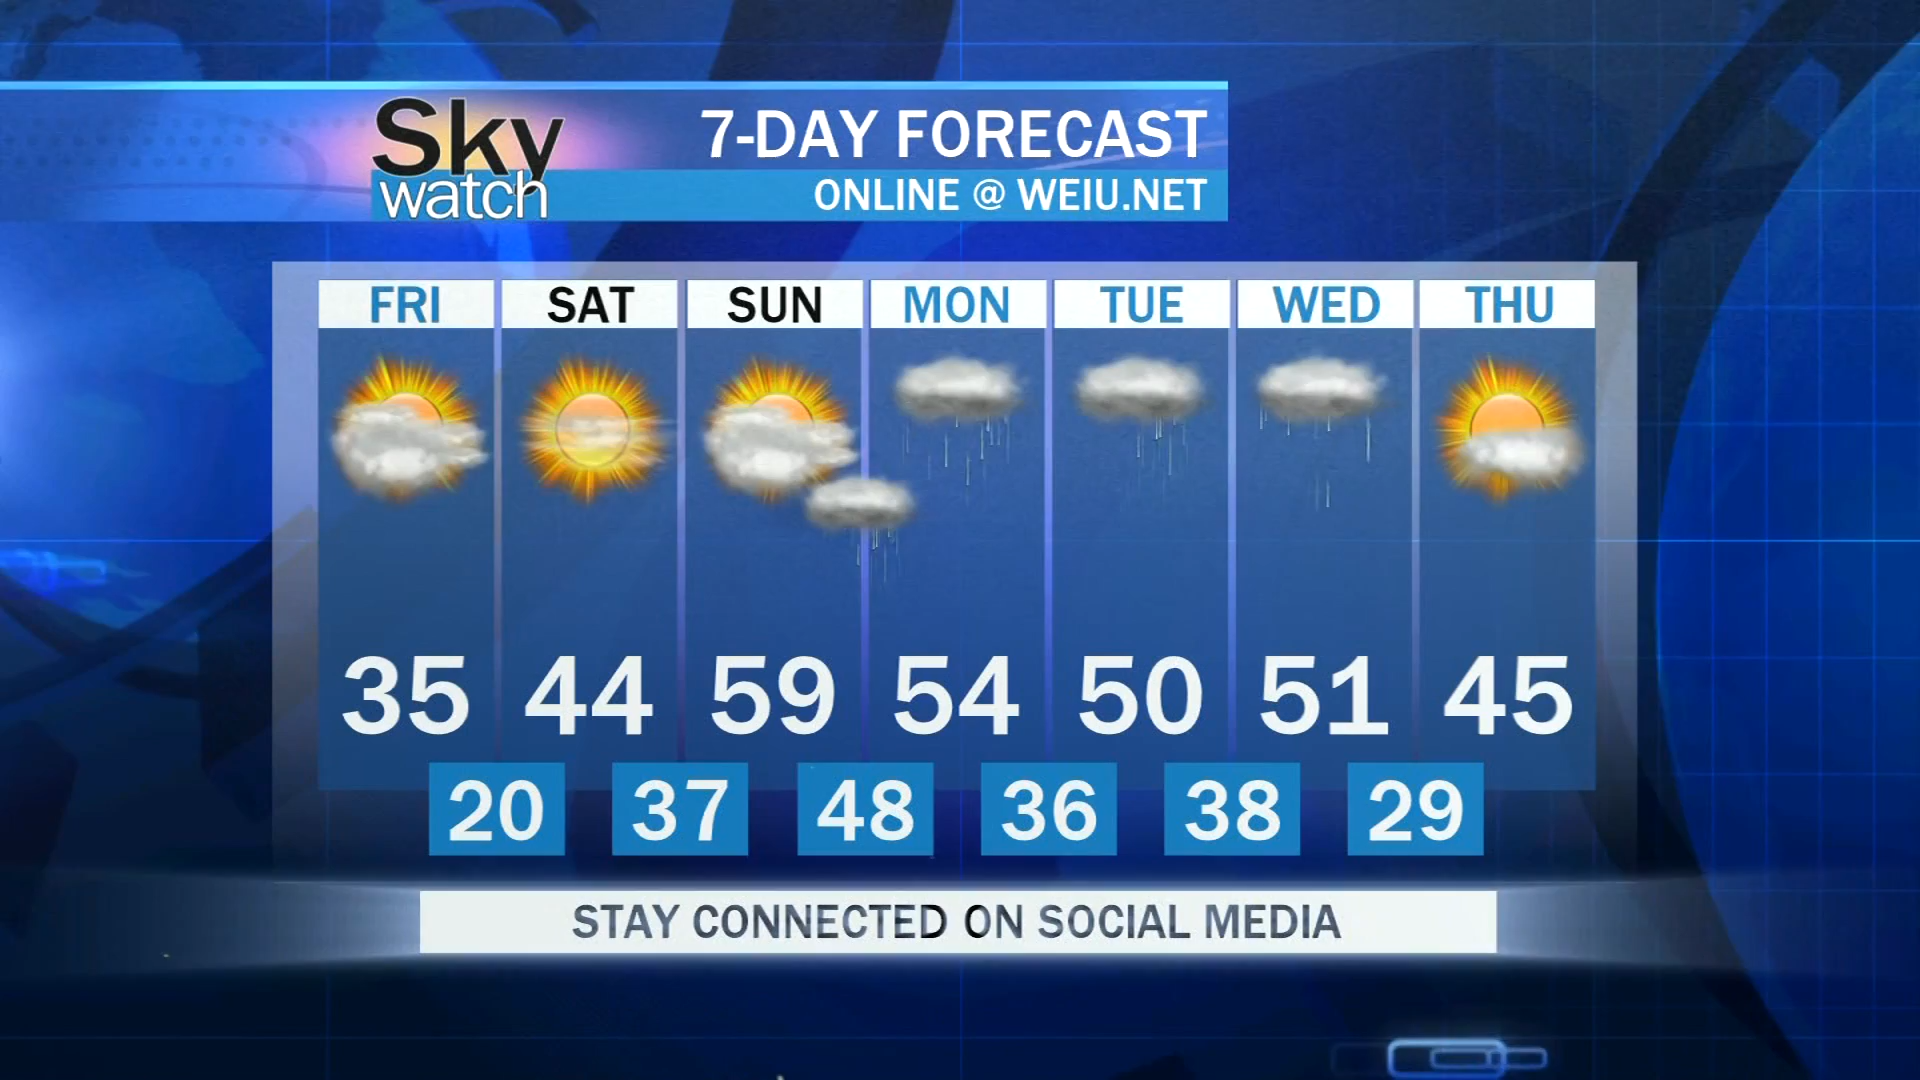 Sky
watch
7-DAY FORECAST
ONLINE @ WEIU.NET
FRI SAT SUN MON TUE WED THU
35 44 59 54 50 51 45
20 37 48 36 38 29
STAY CONNECTED ON SOCIAL MEDIA